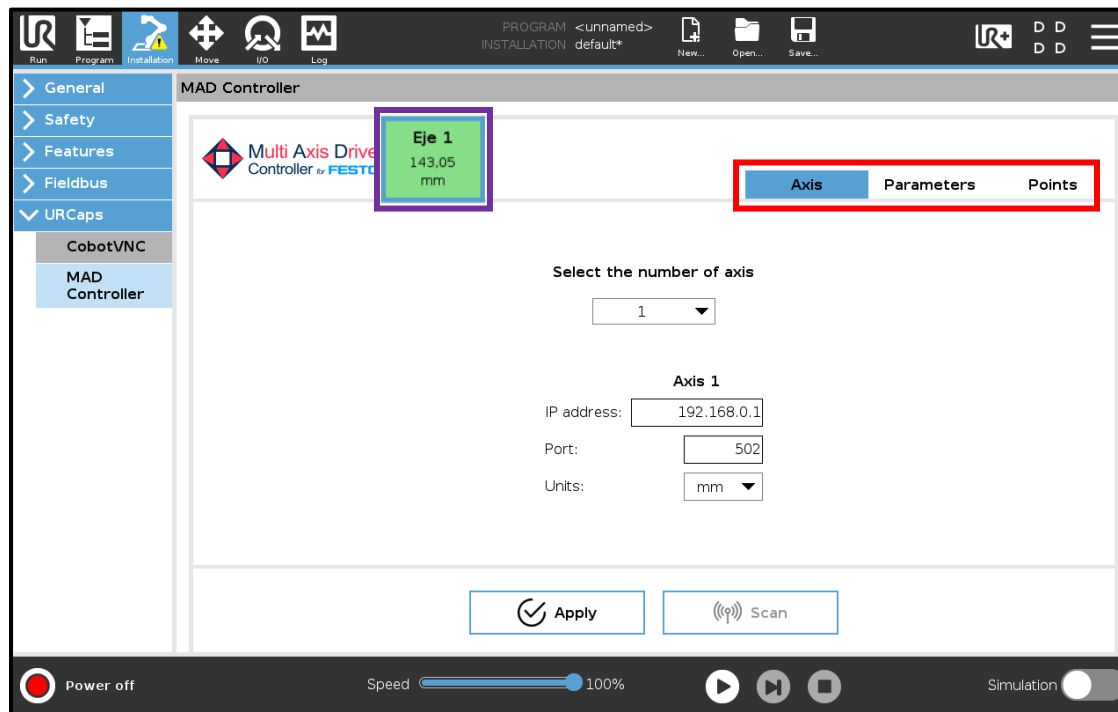 PROGRAM <unnamed>
INSTALLATION default*
Run Program Installation Move I/O Log New... Open... Save...
UR+
D D
D D
General
Safety
Features
Fieldbus
URCaps
CobotVNC
MAD
Controller
MAD Controller
Multi Axis Drive
Controller for FESTO
Eje 1
143,05
mm
Axis Parameters Points
Select the number of axis
1
Axis 1
IP address: 192.168.0.1
Port: 502
Units: mm
Apply Scan
Power off Speed 100% Simulation